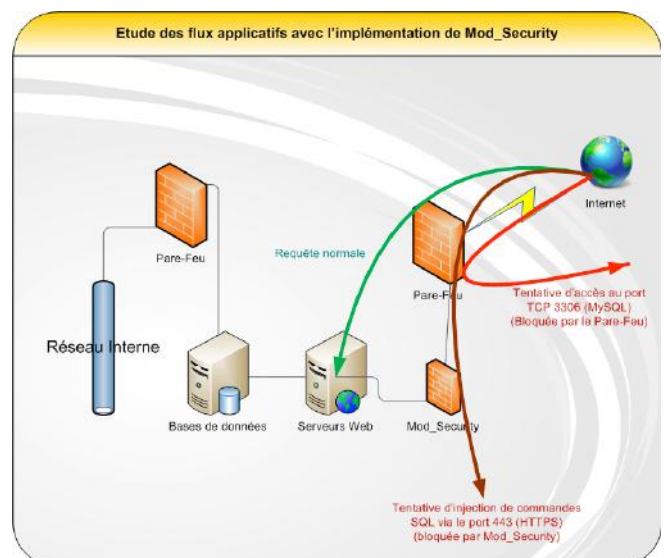 Etude des flux applicatifs avec l'implémentation de Mod_Security
Internet
Requête normale
Pare-Feu
Pare-Feu
Tentative d'accès au port
TCP 3306 (MySQL)
(Bloquée par le Pare-Feu)
Réseau Interne
Bases de données
Serveurs Web
Mod_Security
Tentative d'injection de commandes
SQL via le port 443 (HTTPS)
(bloquée par Mod_Security)